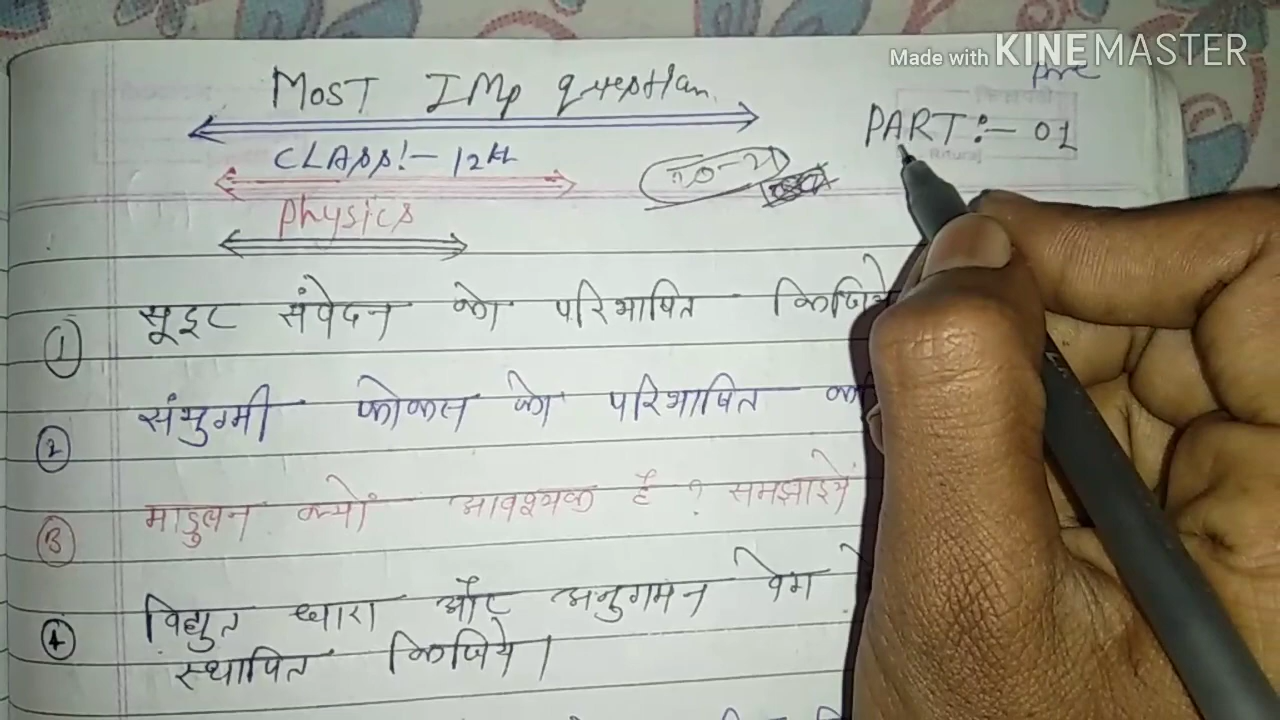 Made with KINEMASTER
MOST IMp question
PART:- 01
CLASS:- 12th
Physics
① सूइट संवेदन को परिभाषित किजिये
② संयुग्मी फोकस को परिभाषित
③ माडुलन क्यों आवश्यक है ? समझाइये
④ विद्युत धारा और अनुगमन वेग
स्थापित किजिये।